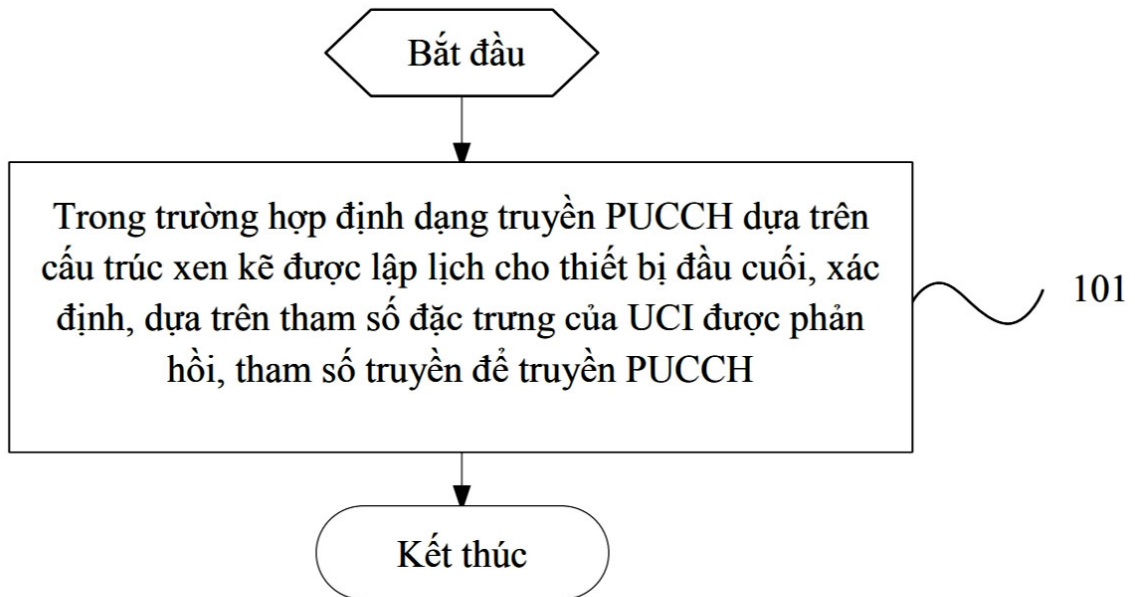 Bắt đầu
Trong trường hợp định dạng truyền PUCCH dựa trên
cấu trúc xen kẽ được lập lịch cho thiết bị đầu cuối, xác
định, dựa trên tham số đặc trưng của UCI được phản
hồi, tham số truyền để truyền PUCCH
101
Kết thúc